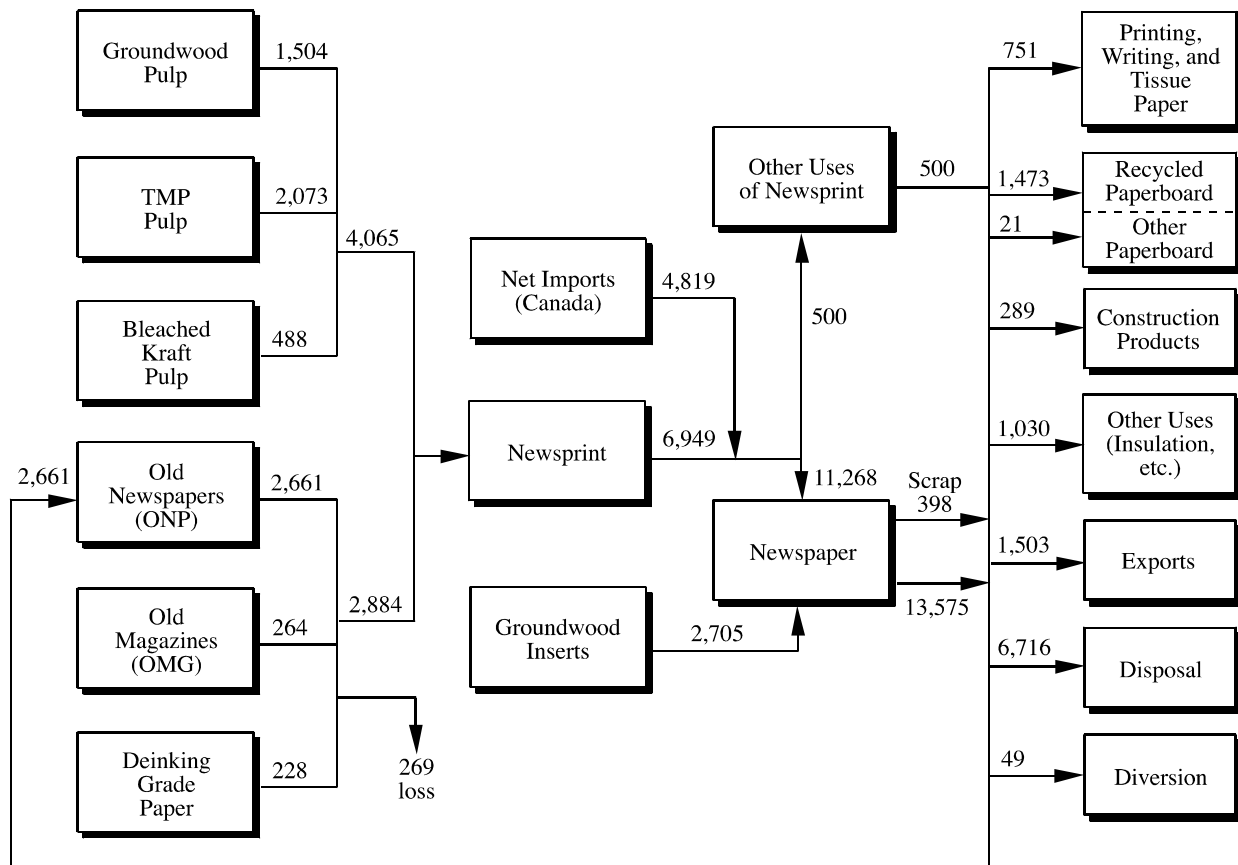 Groundwood
Pulp
1,504
TMP
Pulp
2,073
4,065
Bleached
Kraft
Pulp
488
2,661
Old
Newspapers
(ONP)
2,661
Old
Magazines
(OMG)
264
2,884
Deinking
Grade
Paper
228
269
loss
Net Imports
(Canada)
4,819
Newsprint
6,949
Groundwood
Inserts
2,705
Other Uses
of Newsprint
500
500
11,268
Newspaper
Scrap
398
13,575
751
Printing,
Writing, and
Tissue
Paper
1,473
Recycled
Paperboard
21
Other
Paperboard
289
Construction
Products
1,030
Other Uses
(Insulation,
etc.)
1,503
Exports
6,716
Disposal
49
Diversion